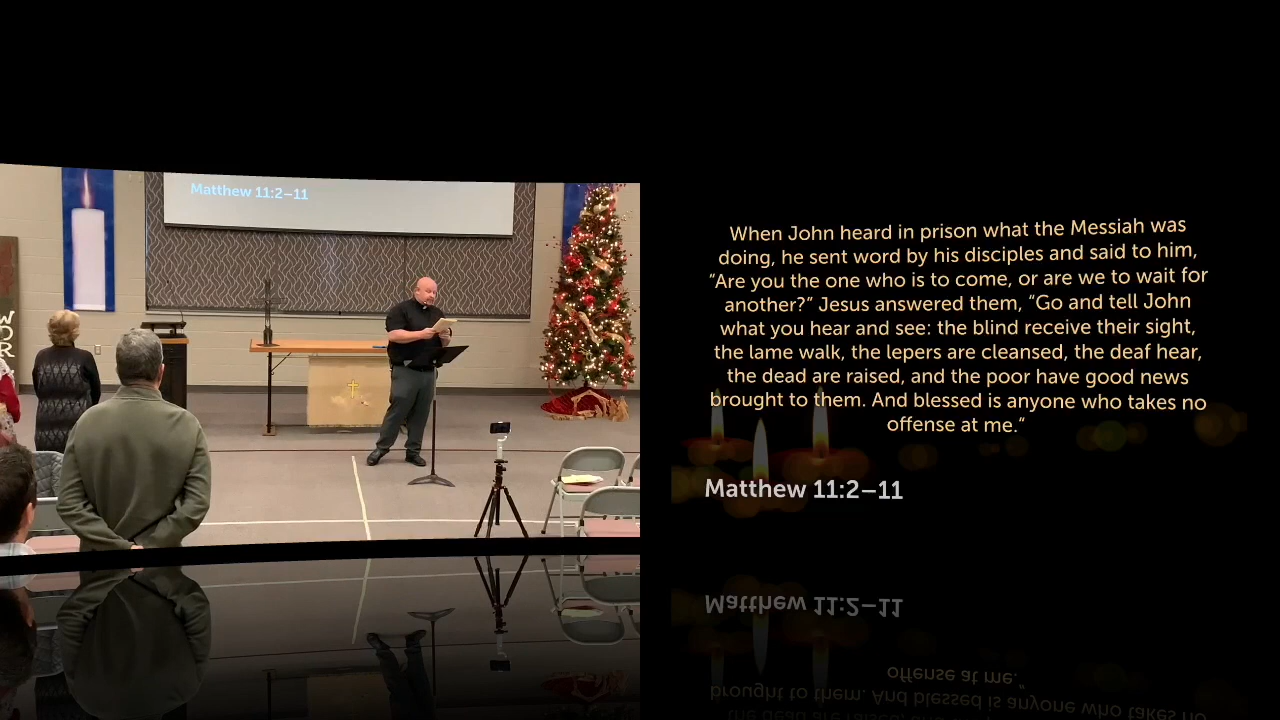 Matthew 11:2–11
W
O
R
When John heard in prison what the Messiah was
doing, he sent word by his disciples and said to him,
"Are you the one who is to come, or are we to wait for
another?" Jesus answered them, "Go and tell John
what you hear and see: the blind receive their sight,
the lame walk, the lepers are cleansed, the deaf hear,
the dead are raised, and the poor have good news
brought to them. And blessed is anyone who takes no
offense at me."
Matthew 11:2–11